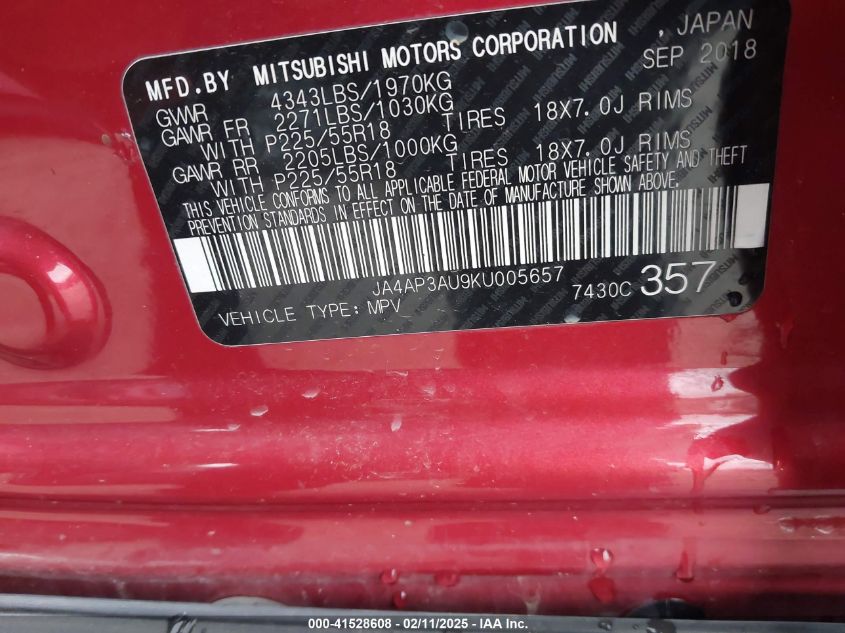 MFD.BY MITSUBISHI MOTORS CORPORATION , JAPAN
SEP 2018
GVWR 4343LBS/1970KG
GAWR FR 2271LBS/1030KG
WITH P225/55R18 TIRES 18X7.0J RIMS
GAWR RR 2205LBS/1000KG
WITH P225/55R18 TIRES 18X7.0J RIMS
THIS VEHICLE CONFORMS TO ALL APPLICABLE FEDERAL MOTOR VEHICLE SAFETY AND THEFT
PREVENTION STANDARDS IN EFFECT ON THE DATE OF MANUFACTURE SHOWN ABOVE.
JA4AP3AU9KU005657
VEHICLE TYPE: MPV 7430C 357
000-41528608 - 02/11/2025 - © IAA Holdings, LLC